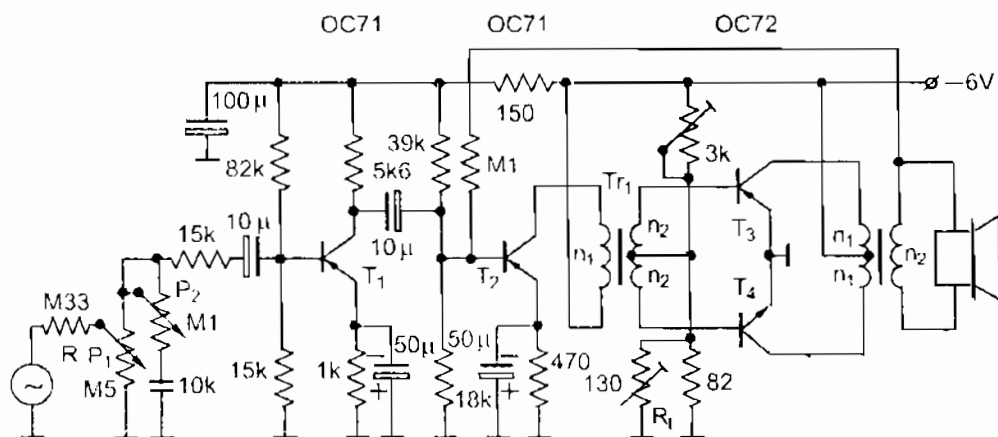 OC71
OC71
OC72
100µ
82k
5k6
39k
M1
150
3k
—6V
Tr₁
n₁
n₂
n₂
T₃
T₄
n₁
n₁
n₂
15k
10µ
10µ
T₁
T₂
M33
R
P₁
M5
P₂
M1
10k
15k
1k
50µ
50µ
18k
470
130
R₁
82
−
+
−
+